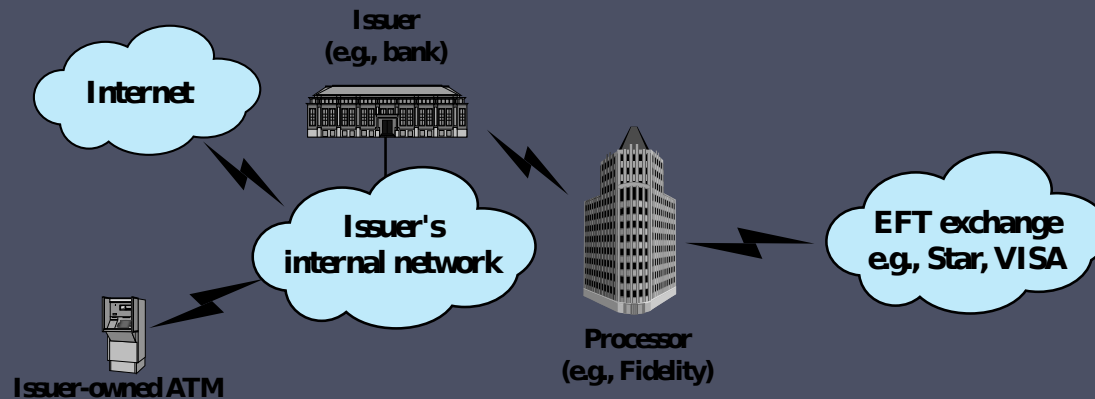 Issuer
(e.g., bank)
Internet
Issuer's
internal network
EFT exchange
e.g., Star, VISA
Processor
(e.g., Fidelity)
Issuer-owned ATM